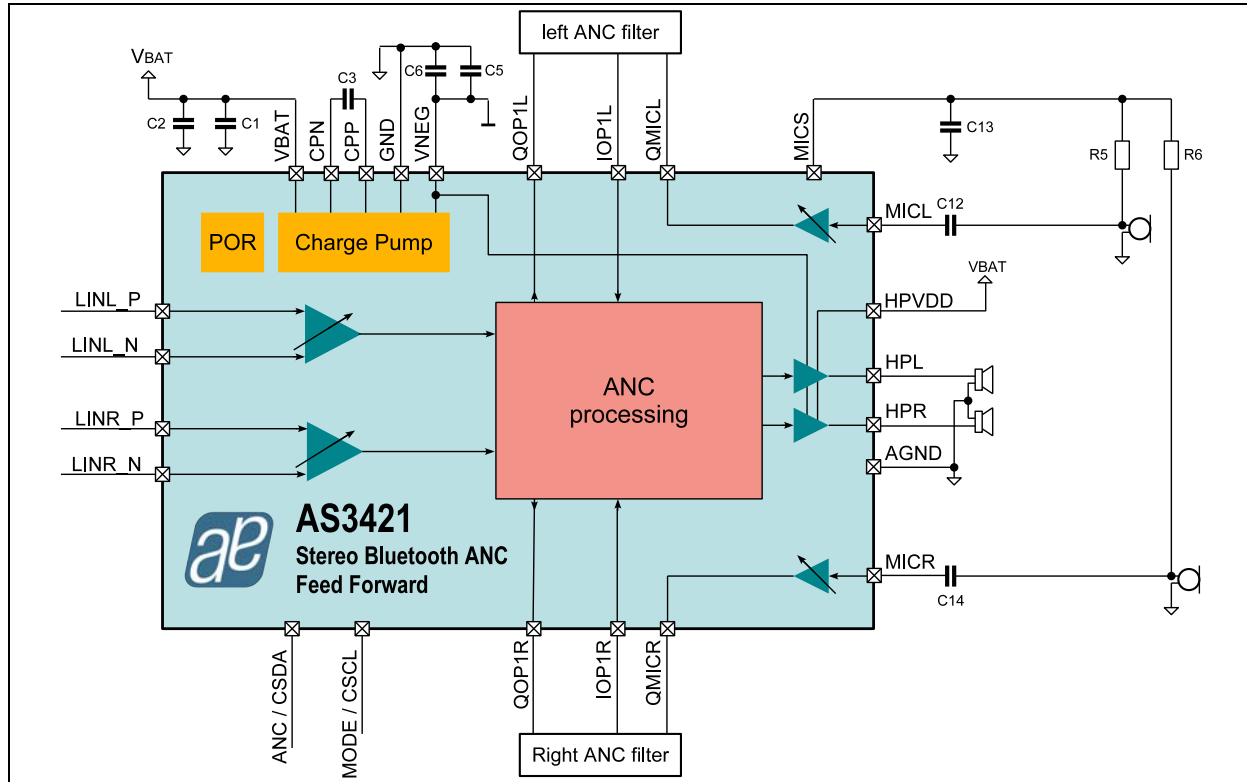 left ANC filter
VBAT
C2
C1
C3
C6
C5
VBAT
CPN
CPP
GND
VNEG
QOP1L
IOP1L
QMICL
MICS
C13
R5
R6
POR
Charge Pump
MICL
C12
VBAT
HPVDD
LINL_P
LINL_N
LINR_P
LINR_N
ANC
processing
HPL
HPR
AGND
ae
AS3421
Stereo Bluetooth ANC
Feed Forward
MICR
C14
ANC / CSDA
MODE / CSCL
QOP1R
IOP1R
QMICR
Right ANC filter